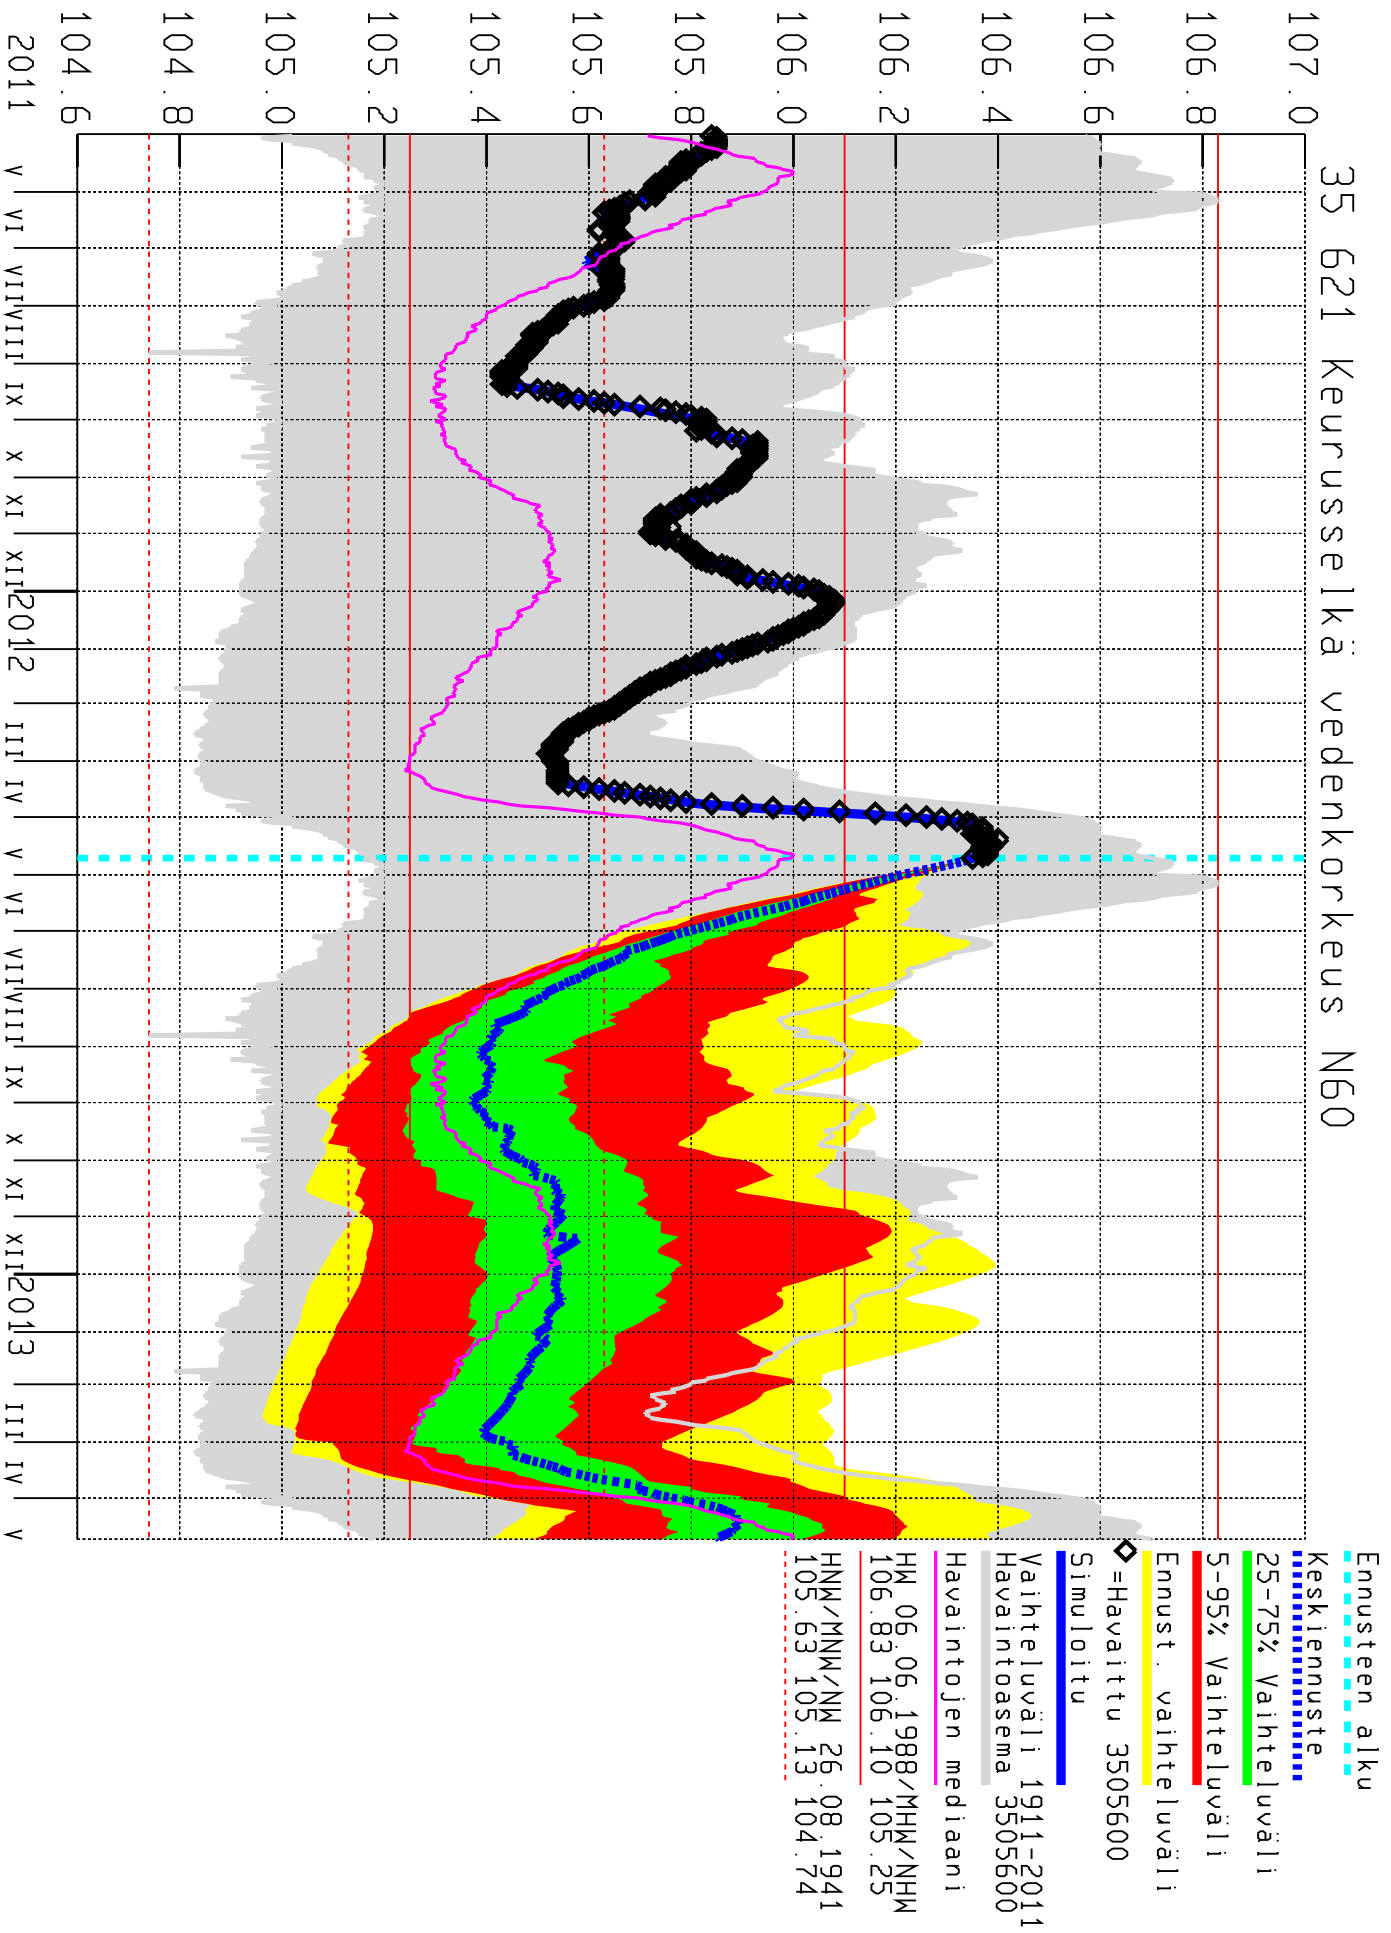 35 621 Keurusselkä vedenkorkeus N60
107.0
106.8
106.6
106.4
106.2
106.0
105.8
105.6
105.4
105.2
105.0
104.8
104.6
2011 V VI VII VIII IX X XI XII 2012 III IV V VI VII VIII IX X XI XII 2013 III IV V
Ennusteen alku
Keskiennuste
25-75% Vaihteluväli
5-95% Vaihteluväli
Ennust. vaihteluväli
=Havaittu 3505600
Simuloitu
Vaihteluväli 1911-2011
Havaintoasema 3505600
Havaintojen mediaani
HW 06.06.1988/MHW/NHW
106.83 106.10 105.25
HNW/MNW/NW 26.08.1941
105.63 105.13 104.74